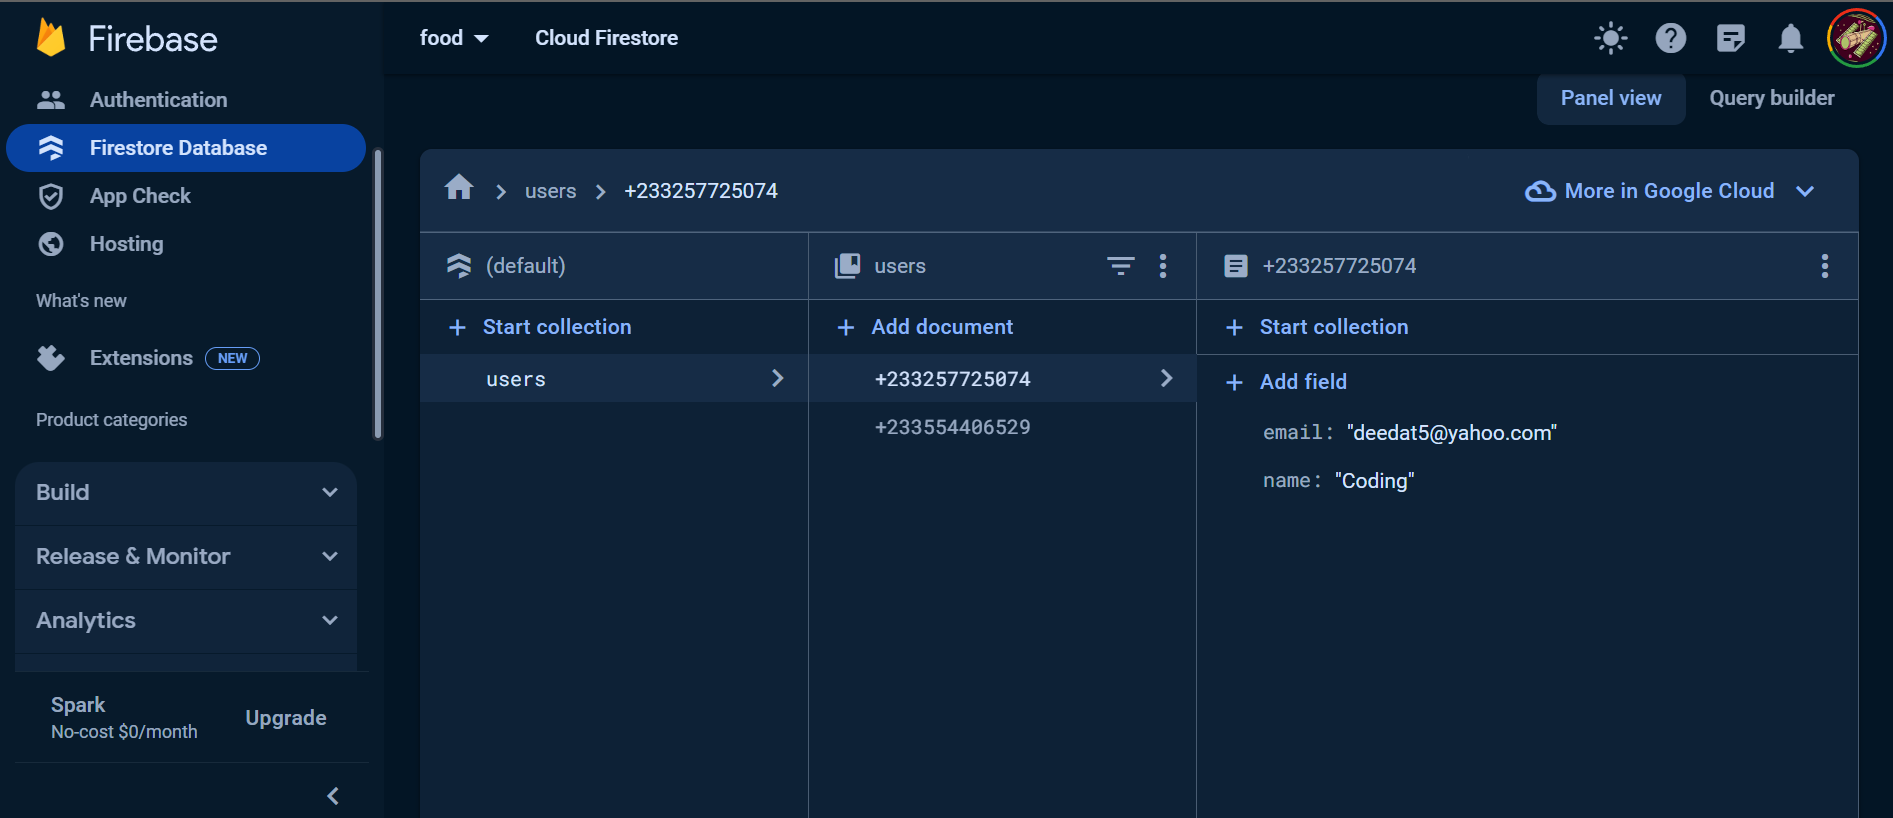 Firebase
food
Cloud Firestore
Authentication
Firestore Database
App Check
Hosting
What's new
Extensions NEW
Product categories
Build
Release & Monitor
Analytics
Spark
No-cost $0/month
Upgrade
Panel view
Query builder
users
+233257725074
More in Google Cloud
(default)
users
+233257725074
+ Start collection
+ Add document
+ Start collection
users
+233257725074
+233554406529
+ Add field
email: "deedat5@yahoo.com"
name: "Coding"